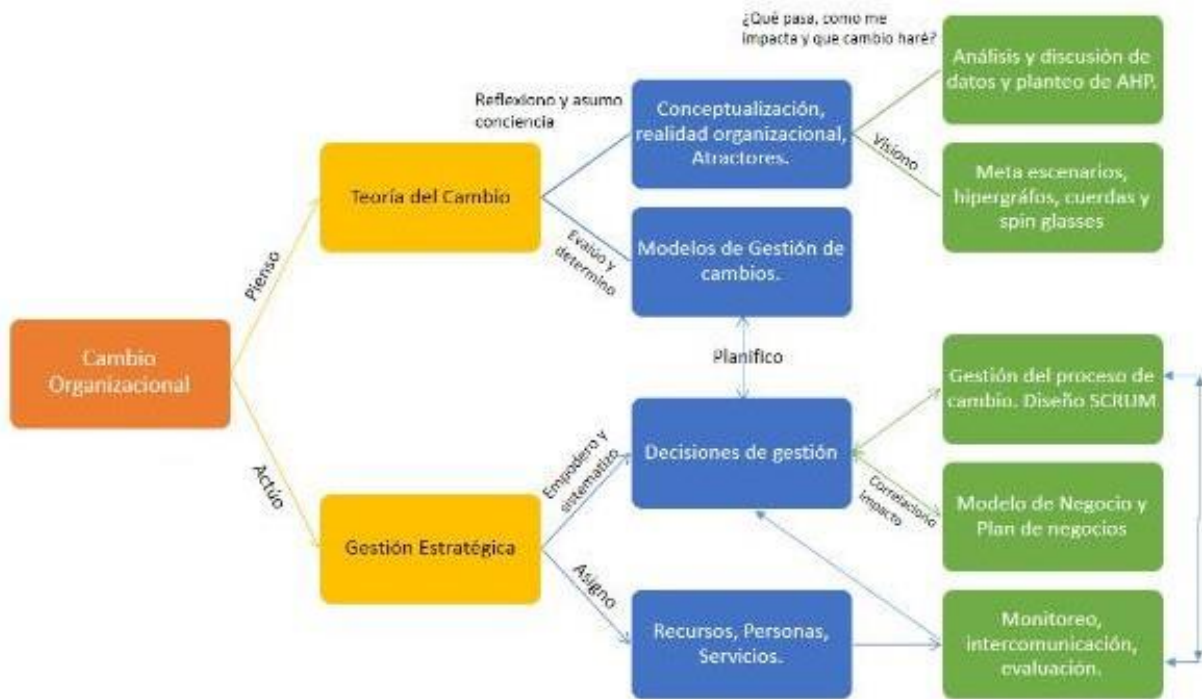 ¿Qué pasa, como me
impacta y que cambio haré?
Análisis y discusión de
datos y planteo de AHP.
Reflexiono y asumo
conciencia
Conceptualización,
realidad organizacional,
Atractores.
Visiono
Meta escenarios,
hipergráfos, cuerdas y
spin glasses
Teoría del Cambio
Evalúo y
determino
Modelos de Gestión de
cambios.
Pienso
Cambio
Organizacional
Planifico
Gestión del proceso de
cambio. Diseño SCRUM
Actúo
Empodero y
sistematizo
Decisiones de gestión
Correlaciono
impacto
Modelo de Negocio y
Plan de negocios
Gestión Estratégica
Asigno
Recursos, Personas,
Servicios.
Monitoreo,
intercomunicación,
evaluación.